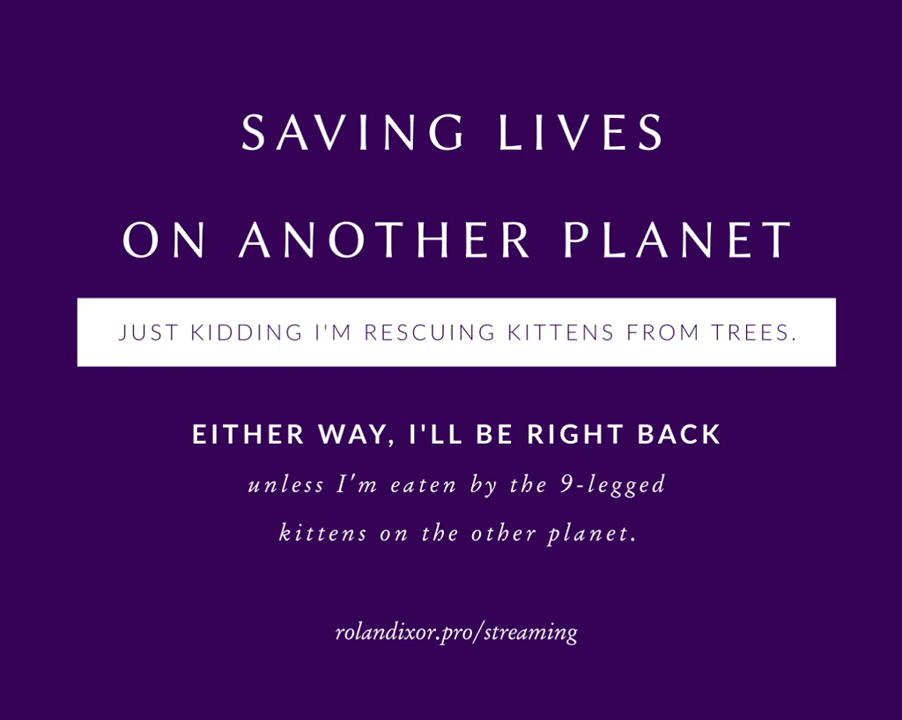 SAVING LIVES
ON ANOTHER PLANET
JUST KIDDING I'M RESCUING KITTENS FROM TREES.
EITHER WAY, I'LL BE RIGHT BACK
unless I'm eaten by the 9-legged
kittens on the other planet.
rolandixor.pro/streaming